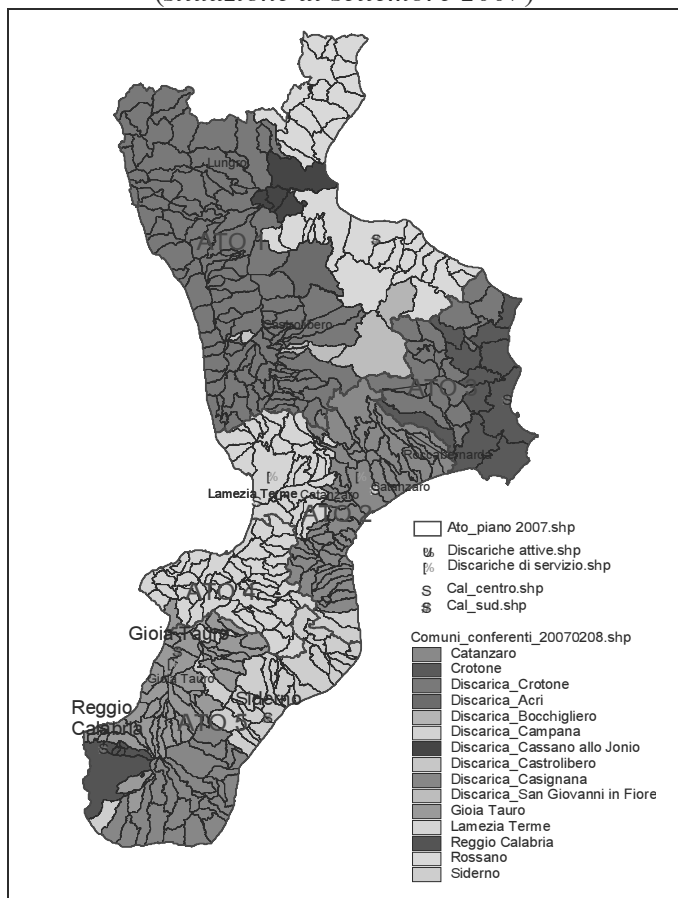 (situazione al settembre 2007)
Lungro
ATO 1
Castrolibero
ATO 3
Roccabernarda
Lamezia Terme
Catanzaro
Catanzaro
ATO 2
ATO 4
Gioia Tauro
Gioia Tauro
Siderno
Reggio
Calabria
ATO 5
Ato_piano 2007.shp
Discariche attive.shp
Discariche di servizio.shp
Cal_centro.shp
Cal_sud.shp
Comuni_conferenti_20070208.shp
Catanzaro
Crotone
Discarica_Crotone
Discarica_Acri
Discarica_Bocchigliero
Discarica_Campana
Discarica_Cassano allo Jonio
Discarica_Castrolibero
Discarica_Casignana
Discarica_San Giovanni in Fiore
Gioia Tauro
Lamezia Terme
Reggio Calabria
Rossano
Siderno